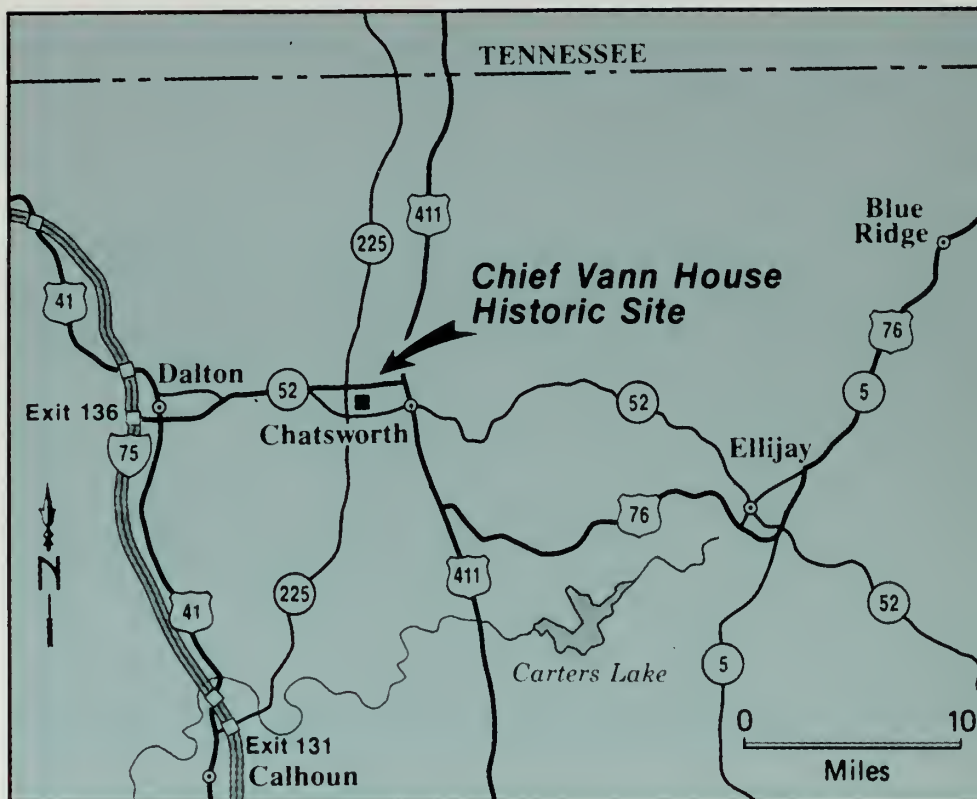 TENNESSEE
411
225
Blue
Ridge
Chief Vann House
Historic Site
41
76
Dalton
52
5
Exit 136
52
Chatsworth
75
Ellijay
N
76
225
411
41
52
Carters Lake
5
0 10
Exit 131
Calhoun
Miles